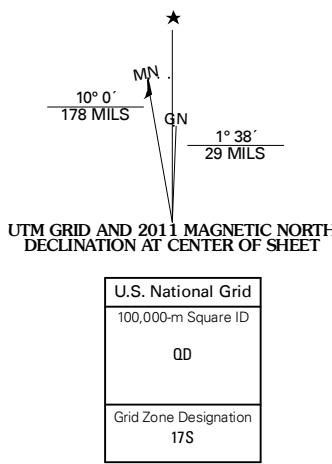 ★
MN
GN
10° 0´
178 MILS
1° 38´
29 MILS
UTM GRID AND 2011 MAGNETIC NORTH
DECLINATION AT CENTER OF SHEET
U.S. National Grid
100,000-m Square ID
QD
Grid Zone Designation
17S